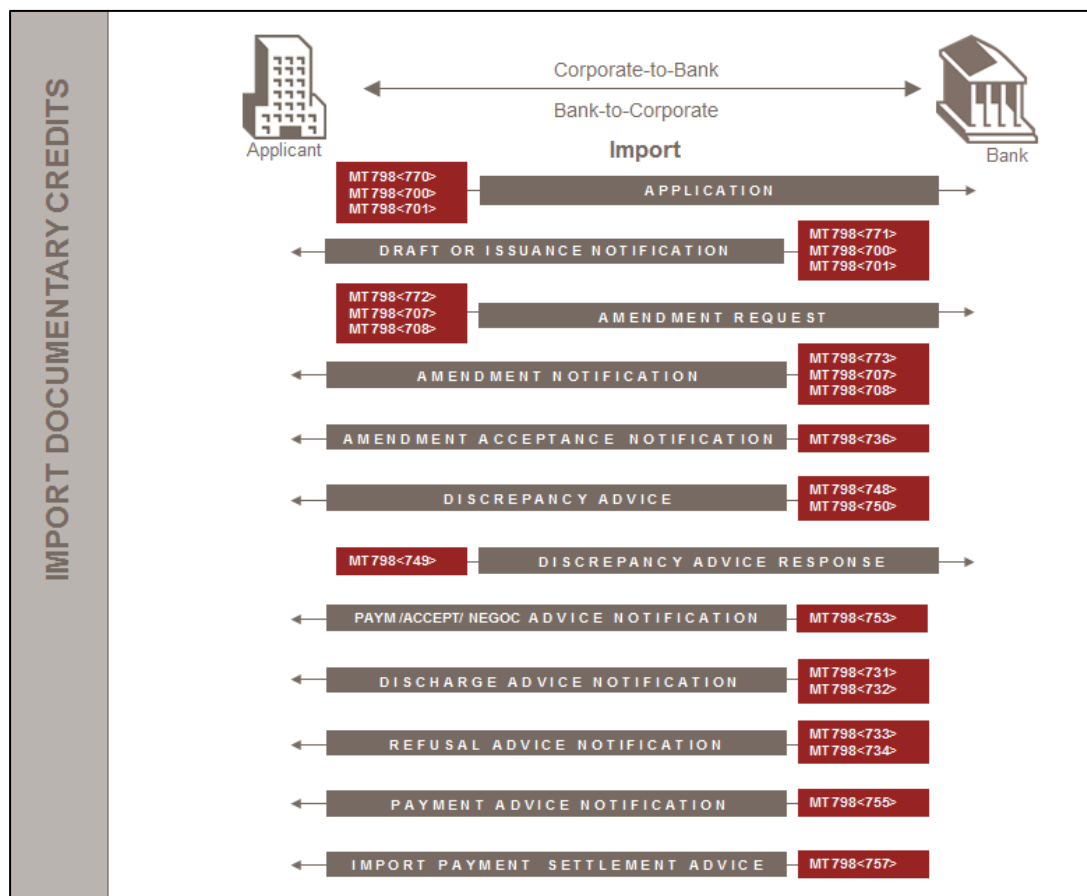 IMPORT DOCUMENTARY CREDITS
Corporate-to-Bank
Bank-to-Corporate
Applicant
Import
Bank
MT798<770>
MT798<700>
MT798<701>
APPLICATION
DRAFT OR ISSUANCE NOTIFICATION
MT798<771>
MT798<700>
MT798<701>
MT798<772>
MT798<707>
MT798<708>
AMENDMENT REQUEST
AMENDMENT NOTIFICATION
MT798<773>
MT798<707>
MT798<708>
AMENDMENT ACCEPTANCE NOTIFICATION
MT798<736>
DISCREPANCY ADVICE
MT798<748>
MT798<750>
MT798<749>
DISCREPANCY ADVICE RESPONSE
PAYM/ACCEPT/ NEGOC ADVICE NOTIFICATION
MT798<753>
DISCHARGE ADVICE NOTIFICATION
MT798<731>
MT798<732>
REFUSAL ADVICE NOTIFICATION
MT798<733>
MT798<734>
PAYMENT ADVICE NOTIFICATION
MT798<755>
IMPORT PAYMENT SETTLEMENT ADVICE
MT798<757>